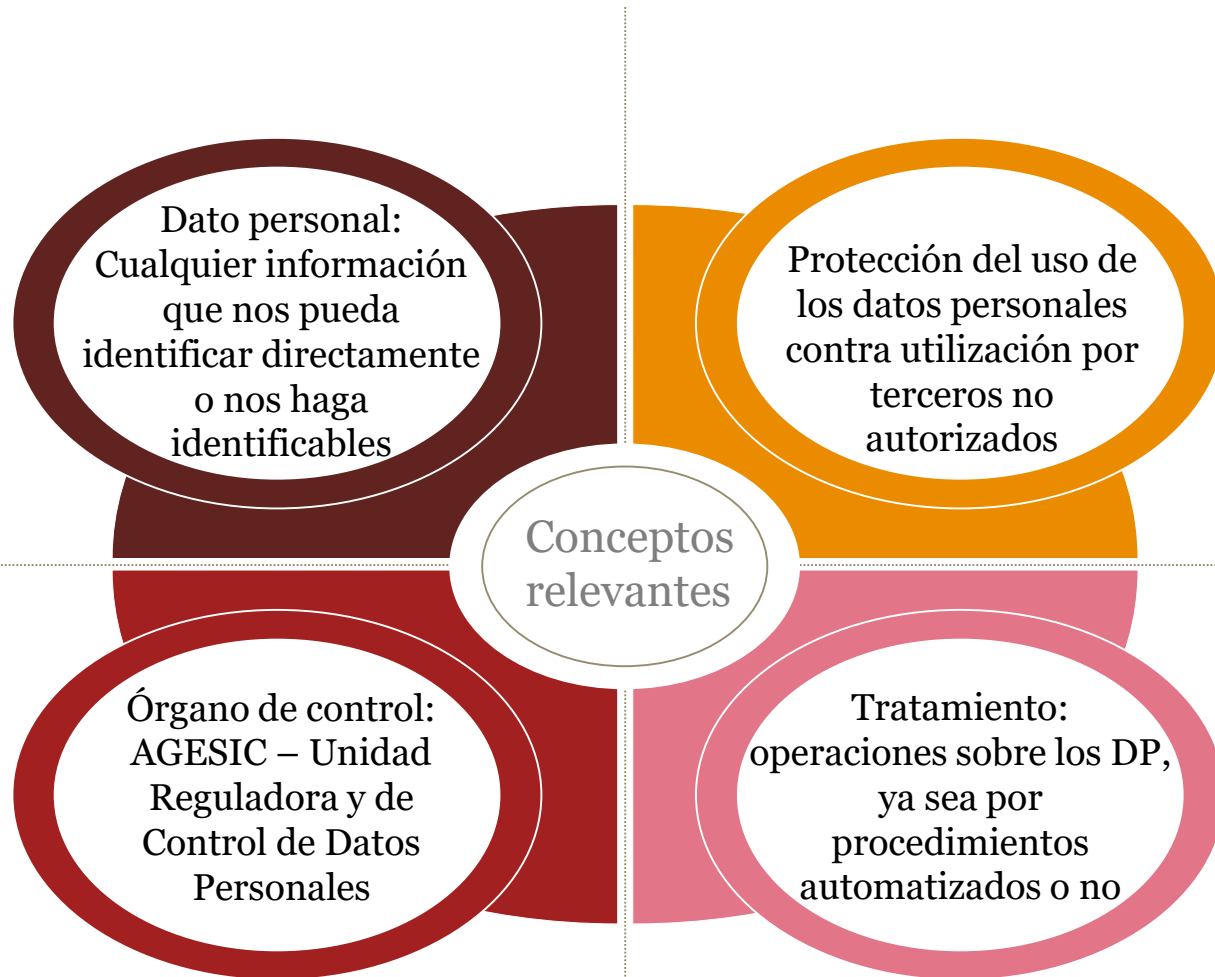 Dato personal:
Cualquier información
que nos pueda
identificar directamente
o nos haga
identificables
Protección del uso de
los datos personales
contra utilización por
terceros no
autorizados
Conceptos
relevantes
Órgano de control:
AGESIC – Unidad
Reguladora y de
Control de Datos
Personales
Tratamiento:
operaciones sobre los DP,
ya sea por
procedimientos
automatizados o no